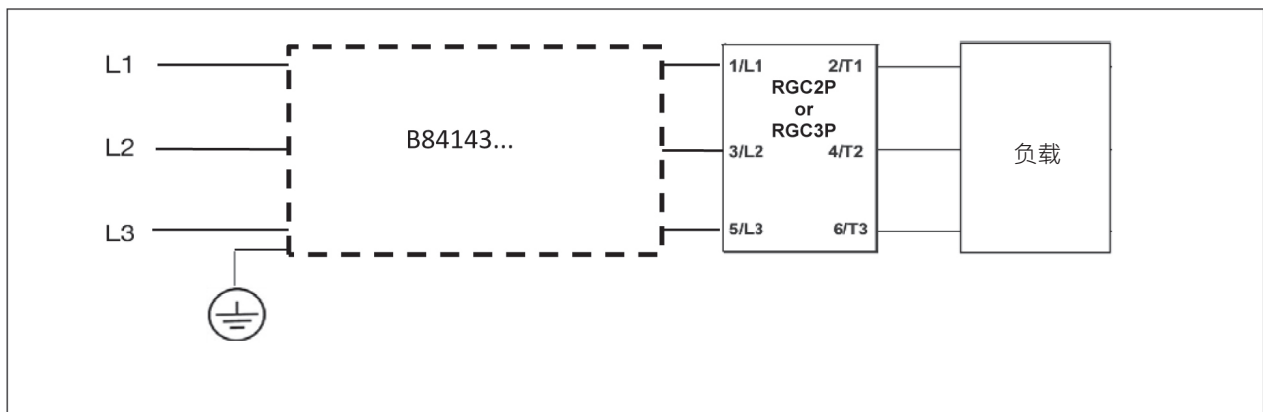 L1
1/L1 2/T1
RGC2P
or
RGC3P
B84143...
L2
3/L2 4/T2
负载
L3
5/L3 6/T3